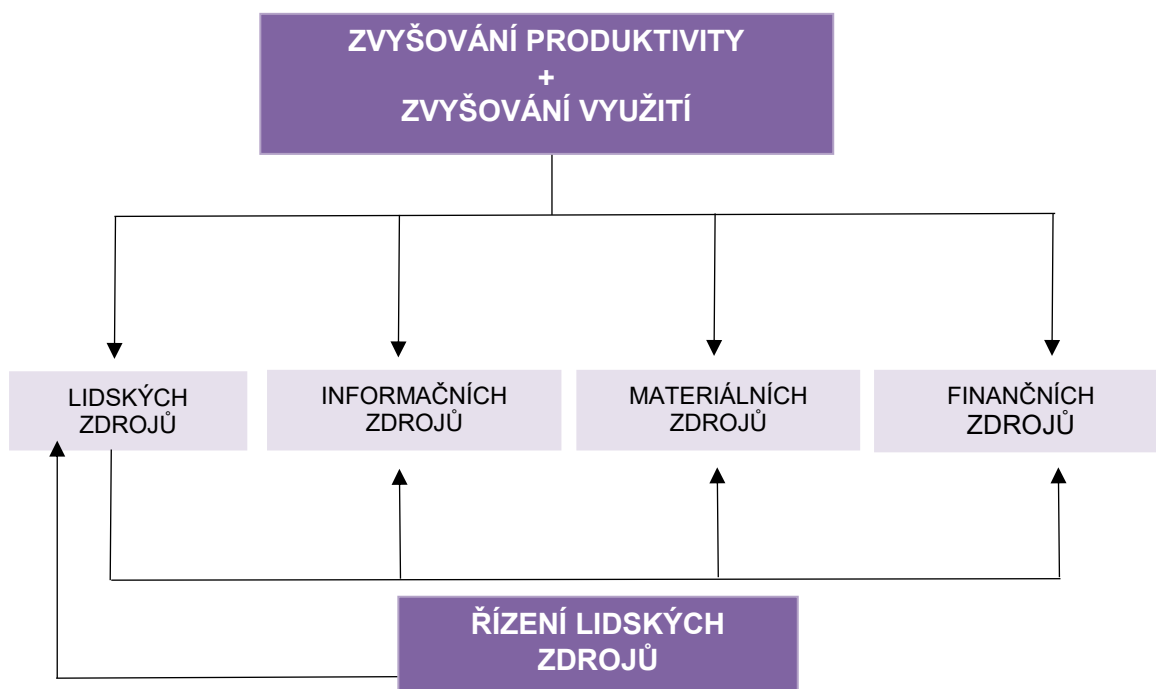 ZVYŠOVÁNÍ PRODUKTIVITY
+
ZVYŠOVÁNÍ VYUŽITÍ
LIDSKÝCH
ZDROJŮ
INFORMAČNÍCH
ZDROJŮ
MATERIÁLNÍCH
ZDROJŮ
FINANČNÍCH
ZDROJŮ
ŘÍZENÍ LIDSKÝCH
ZDROJŮ